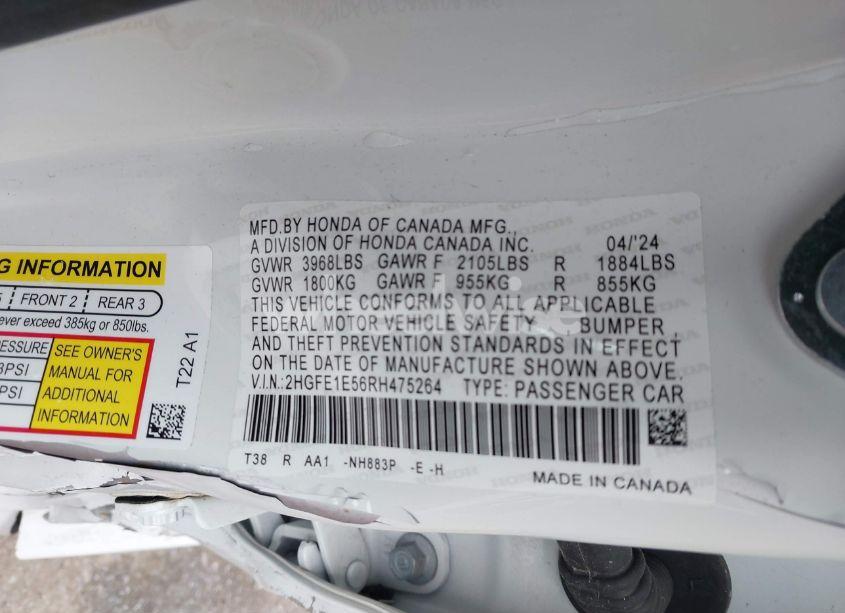 MFD.BY HONDA OF CANADA MFG.,
A DIVISION OF HONDA CANADA INC. 04/'24
GVWR 3968LBS GAWR F 2105LBS R 1884LBS
GVWR 1800KG GAWR F 955KG R 855KG
THIS VEHICLE CONFORMS TO ALL APPLICABLE
FEDERAL MOTOR VEHICLE SAFETY , BUMPER
AND THEFT PREVENTION STANDARDS IN EFFECT
ON THE DATE OF MANUFACTURE SHOWN ABOVE.
V.I.N.: 2HGFE1E56RH475264 TYPE: PASSENGER CAR
T38 R AA1 -NH883P -E -H
MADE IN CANADA
G INFORMATION
FRONT 2 REAR 3
ever exceed 385kg or 850lbs.
RESSURE
PSI
PSI
SEE OWNER'S
MANUAL FOR
ADDITIONAL
INFORMATION
T22 A1